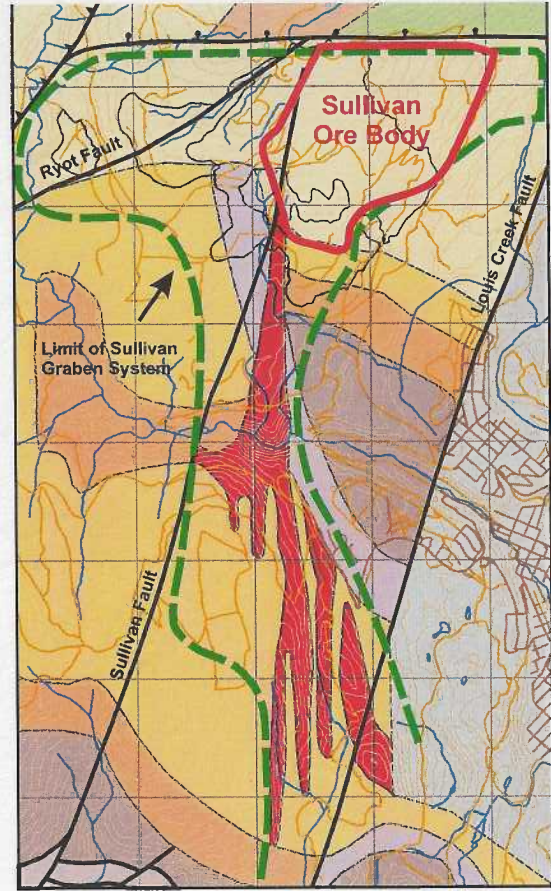 Sullivan
Ore Body
Ryot Fault
Louis Creek Fault
Limit of Sullivan
Graben System
Sullivan Fault